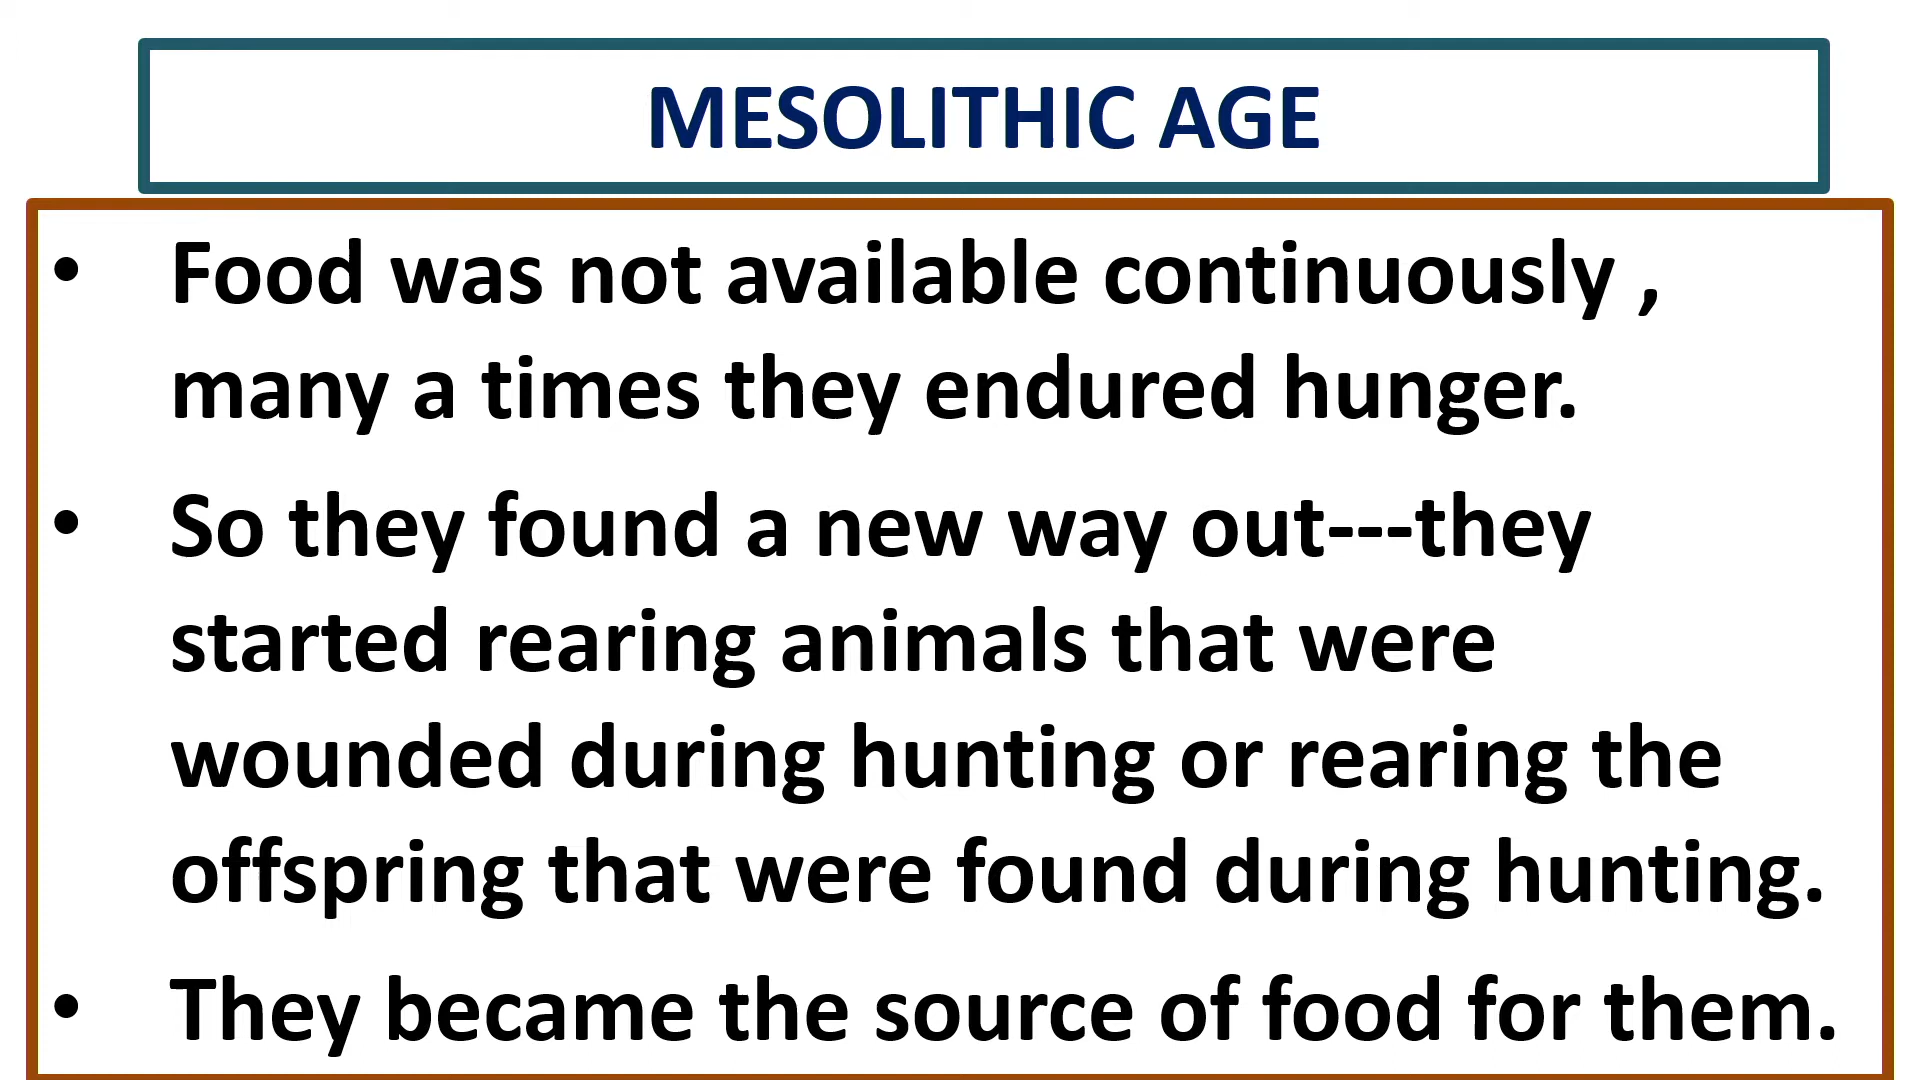 MESOLITHIC AGE
• Food was not available continuously ,
many a times they endured hunger.
• So they found a new way out---they
started rearing animals that were
wounded during hunting or rearing the
offspring that were found during hunting.
• They became the source of food for them.